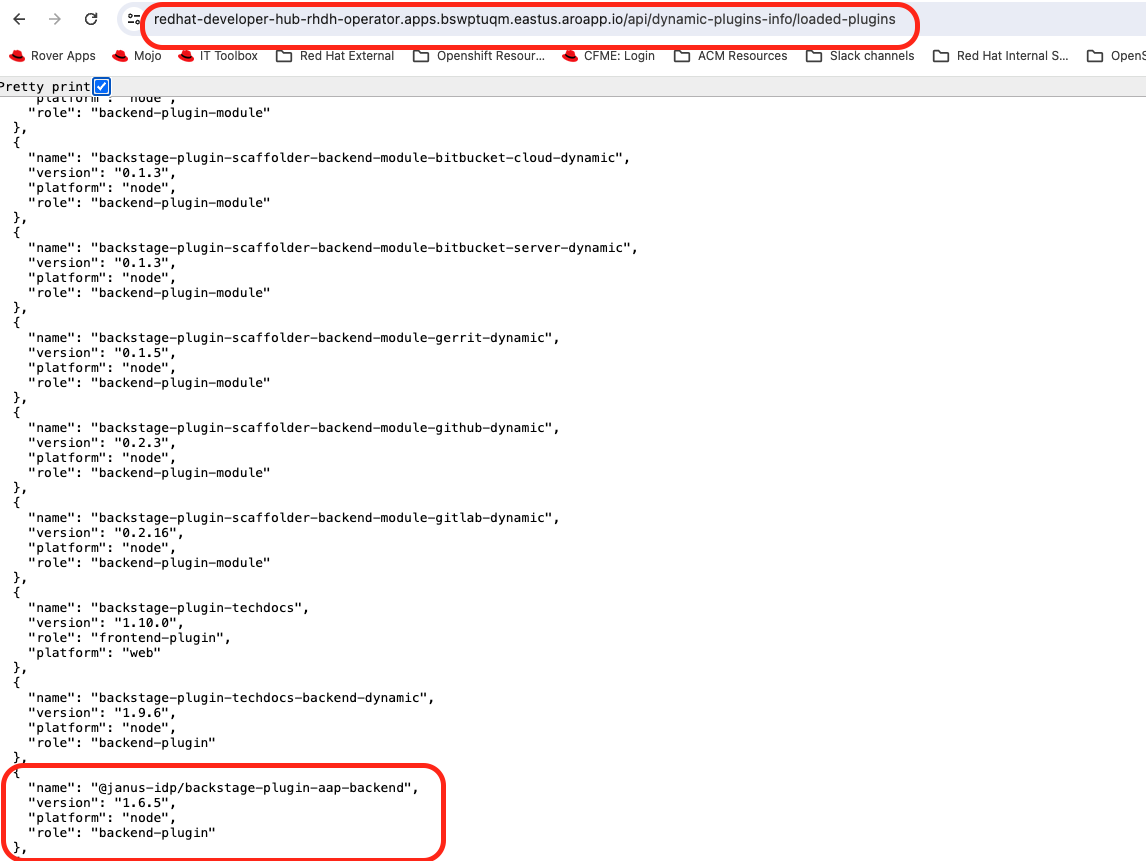 redhat-developer-hub-rhdh-operator.apps.bswptuqm.eastus.aroapp.io/api/dynamic-plugins-info/loaded-plugins
Rover Apps Mojo IT Toolbox Red Hat External Openshift Resour... CFME: Login ACM Resources Slack channels Red Hat Internal S... OpenS
Pretty print
"platform": "node",
"role": "backend-plugin-module"
},
{
"name": "backstage-plugin-scaffolder-backend-module-bitbucket-cloud-dynamic",
"version": "0.1.3",
"platform": "node",
"role": "backend-plugin-module"
},
{
"name": "backstage-plugin-scaffolder-backend-module-bitbucket-server-dynamic",
"version": "0.1.3",
"platform": "node",
"role": "backend-plugin-module"
},
{
"name": "backstage-plugin-scaffolder-backend-module-gerrit-dynamic",
"version": "0.1.5",
"platform": "node",
"role": "backend-plugin-module"
},
{
"name": "backstage-plugin-scaffolder-backend-module-github-dynamic",
"version": "0.2.3",
"platform": "node",
"role": "backend-plugin-module"
},
{
"name": "backstage-plugin-scaffolder-backend-module-gitlab-dynamic",
"version": "0.2.16",
"platform": "node",
"role": "backend-plugin-module"
},
{
"name": "backstage-plugin-techdocs",
"version": "1.10.0",
"role": "frontend-plugin",
"platform": "web"
},
{
"name": "backstage-plugin-techdocs-backend-dynamic",
"version": "1.9.6",
"platform": "node",
"role": "backend-plugin"
},
{
"name": "@janus-idp/backstage-plugin-aap-backend",
"version": "1.6.5",
"platform": "node",
"role": "backend-plugin"
},